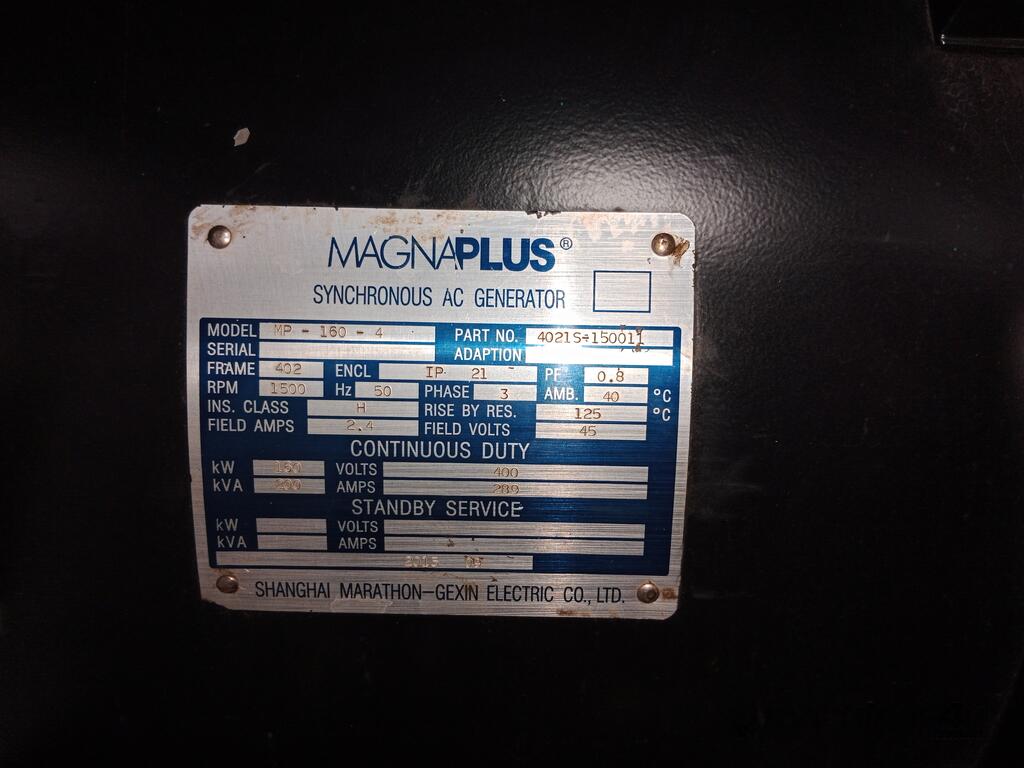 MAGNAPLUS®
SYNCHRONOUS AC GENERATOR
MODEL MP - 160 - 4 PART NO. 4021S-150011
SERIAL ADAPTION
FRAME 402 ENCL IP 21 PF 0.8
RPM 1500 Hz 50 PHASE 3 AMB. 40 °C
INS. CLASS H RISE BY RES. 125 °C
FIELD AMPS 2.4 FIELD VOLTS 45
CONTINUOUS DUTY
kW 160 VOLTS 400
kVA 200 AMPS 289
STANDBY SERVICE
kW VOLTS
kVA AMPS
SHANGHAI MARATHON-GEXIN ELECTRIC CO., LTD.